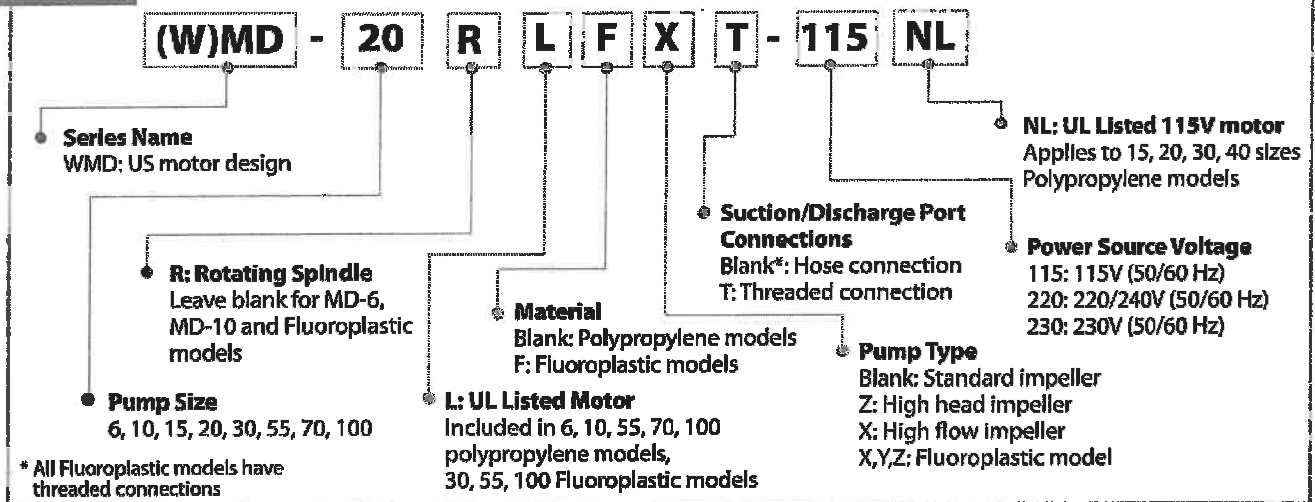 (W)MD - 20 R L F X T - 115 NL
Series Name
WMD: US motor design
NL: UL Listed 115V motor
Applies to 15, 20, 30, 40 sizes
Polypropylene models
Suction/Discharge Port
Connections
Blank*: Hose connection
T: Threaded connection
Power Source Voltage
115: 115V (50/60 Hz)
220: 220/240V (50/60 Hz)
230: 230V (50/60 Hz)
R: Rotating Spindle
Leave blank for MD-6,
MD-10 and Fluoroplastic
models
Material
Blank: Polypropylene models
F: Fluoroplastic models
Pump Type
Blank: Standard impeller
Z: High head impeller
X: High flow impeller
X,Y,Z: Fluoroplastic model
Pump Size
6, 10, 15, 20, 30, 55, 70, 100
L: UL Listed Motor
Included in 6, 10, 55, 70, 100
polypropylene models,
30, 55, 100 Fluoroplastic models
* All Fluoroplastic models have
threaded connections